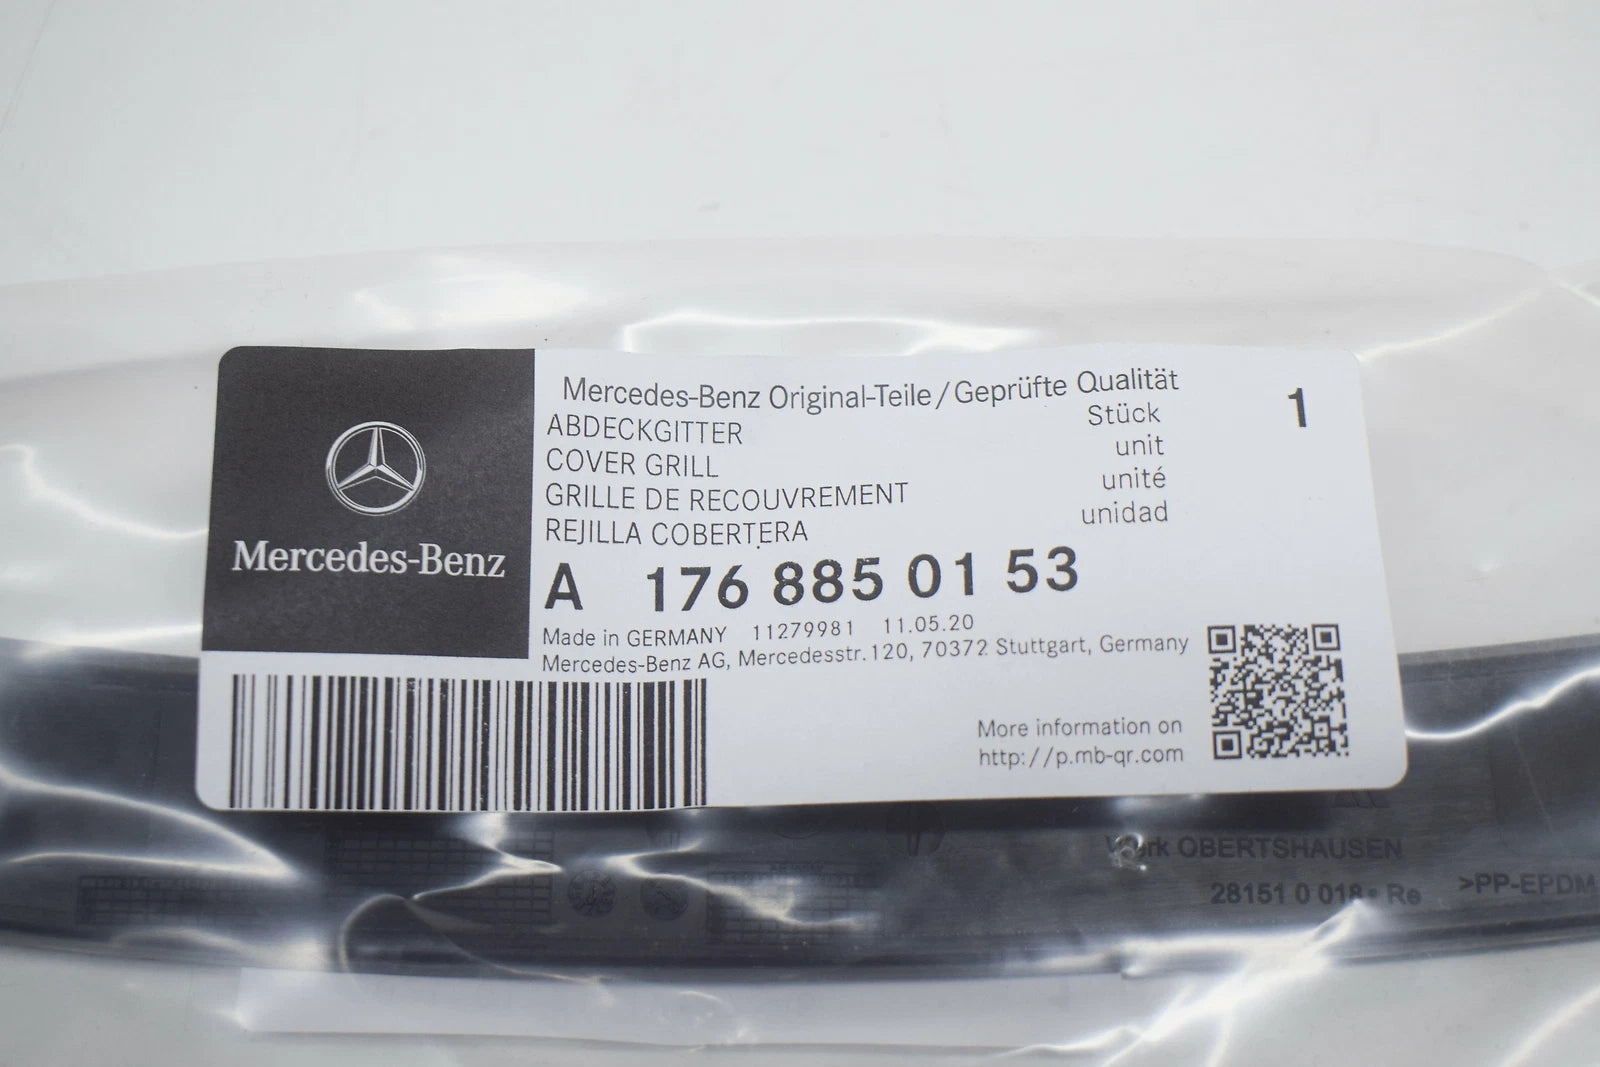 Mercedes-Benz
Mercedes-Benz Original-Teile/Geprüfte Qualität
ABDECKGITTER
COVER GRILL
GRILLE DE RECOUVREMENT
REJILLA COBERTERA
Stück
unit
unité
unidad
1
A 176 885 01 53
Made in GERMANY 11279981 11.05.20
Mercedes-Benz AG, Mercedesstr. 120, 70372 Stuttgart, Germany
More information on
http://p.mb-qr.com
Werk OBERTSHAUSEN
28151 0 018 • Re
>PP-EPDM